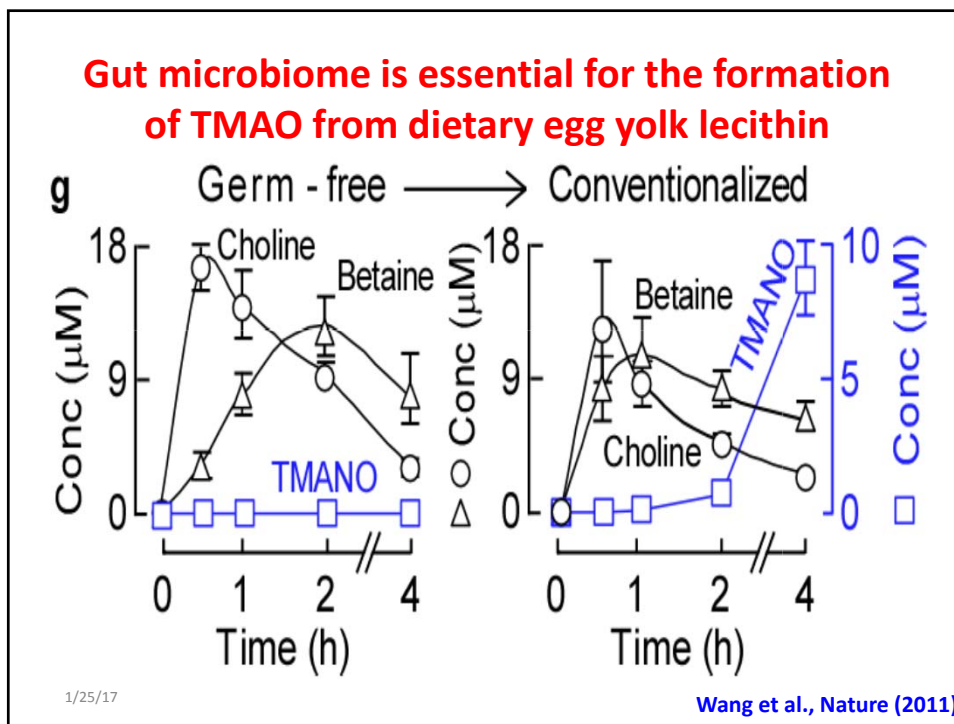 Gut microbiome is essential for the formation
of TMAO from dietary egg yolk lecithin
g
Germ - free
Conventionalized
18
9
0
Conc (µM)
Choline
Betaine
TMANO
0 1 2 4
Time (h)
Conc (µM)
18
9
0
Betaine
Choline
TMANO
0 1 2 4
Time (h)
10
5
0
Conc (µM)
1/25/17
Wang et al., Nature (2011)